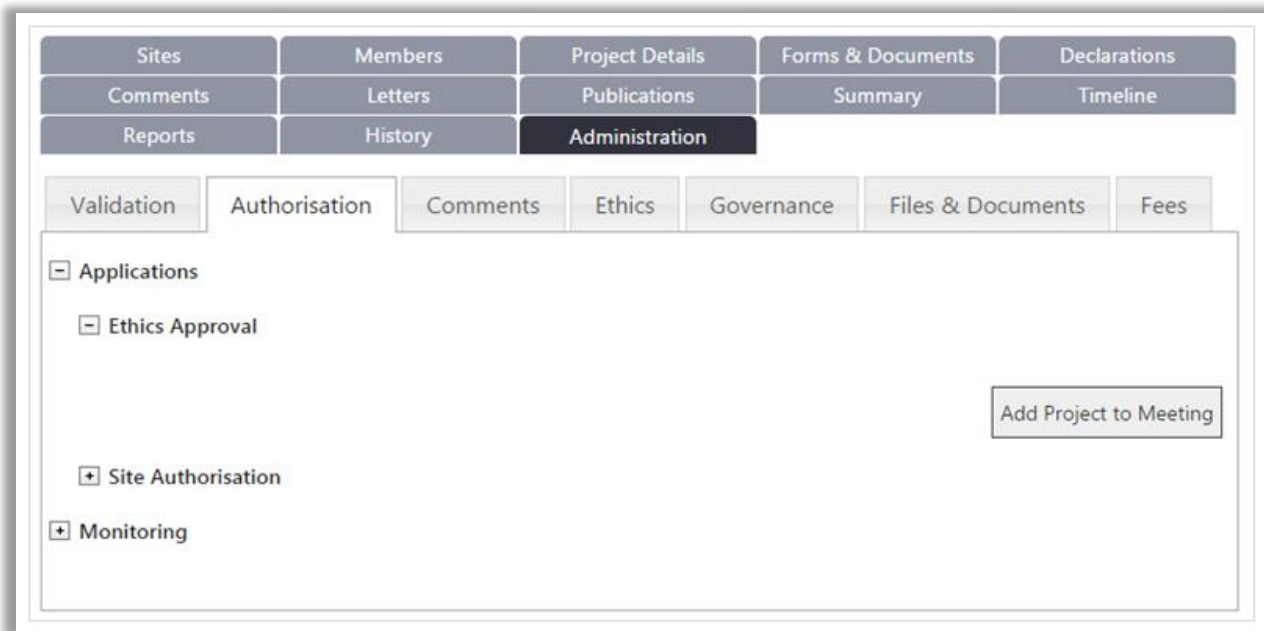 Sites Members Project Details Forms & Documents Declarations
Comments Letters Publications Summary Timeline
Reports History Administration
Validation Authorisation Comments Ethics Governance Files & Documents Fees
Applications
Ethics Approval
Add Project to Meeting
Site Authorisation
Monitoring